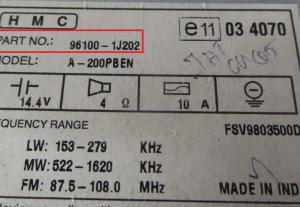 HMC
e11 03 4070
PART NO.: 96100-1J202
MODEL: A-200PBEN
14.4V 4 Ω 10 A
FREQUENCY RANGE
FSV9803500D
LW: 153-279 KHz
MW: 522-1620 KHz
FM: 87.5-108.0 MHz
MADE IN IND